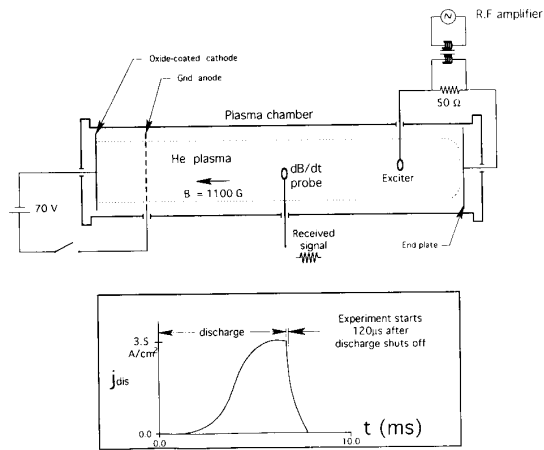 R.F amplifier
Oxide-coated cathode
Grid anode
50 Ω
Plasma chamber
He plasma
dB/dt
probe
Exciter
B = 1100 G
70 V
Received
signal
End plate
discharge
Experiment starts
120μs after
discharge shuts off
3.5
A/cm²
jdis
0.0
0.0
10.0
t (ms)